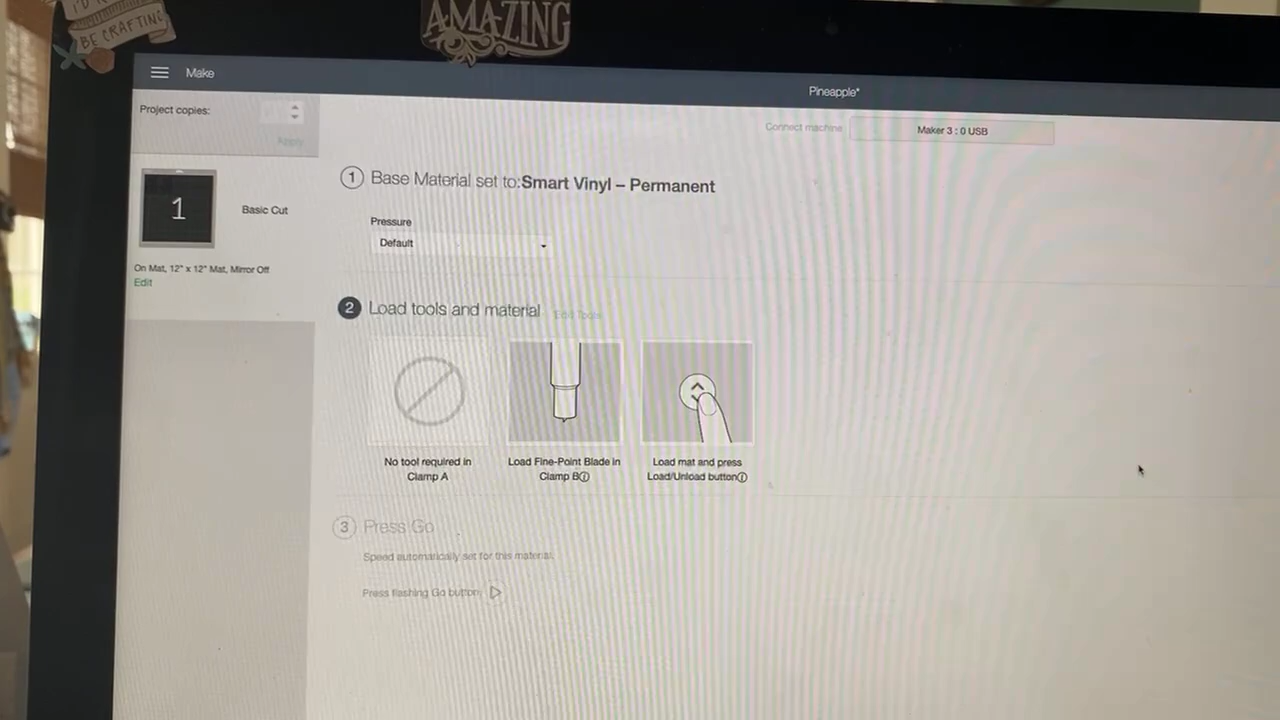 I'D R
BE CRAFTING
AMAZING
Make
Pineapple*
Project copies:
Apply
Connect machine
Maker 3 : 0 USB
1
Basic Cut
On Mat, 12" x 12" Mat, Mirror Off
Edit
1 Base Material set to:Smart Vinyl – Permanent
Pressure
Default
2 Load tools and material
Edit Tools
No tool required in
Clamp A
Load Fine-Point Blade in
Clamp B
Load mat and press
Load/Unload button
3 Press Go
Speed automatically set for this material.
Press flashing Go button